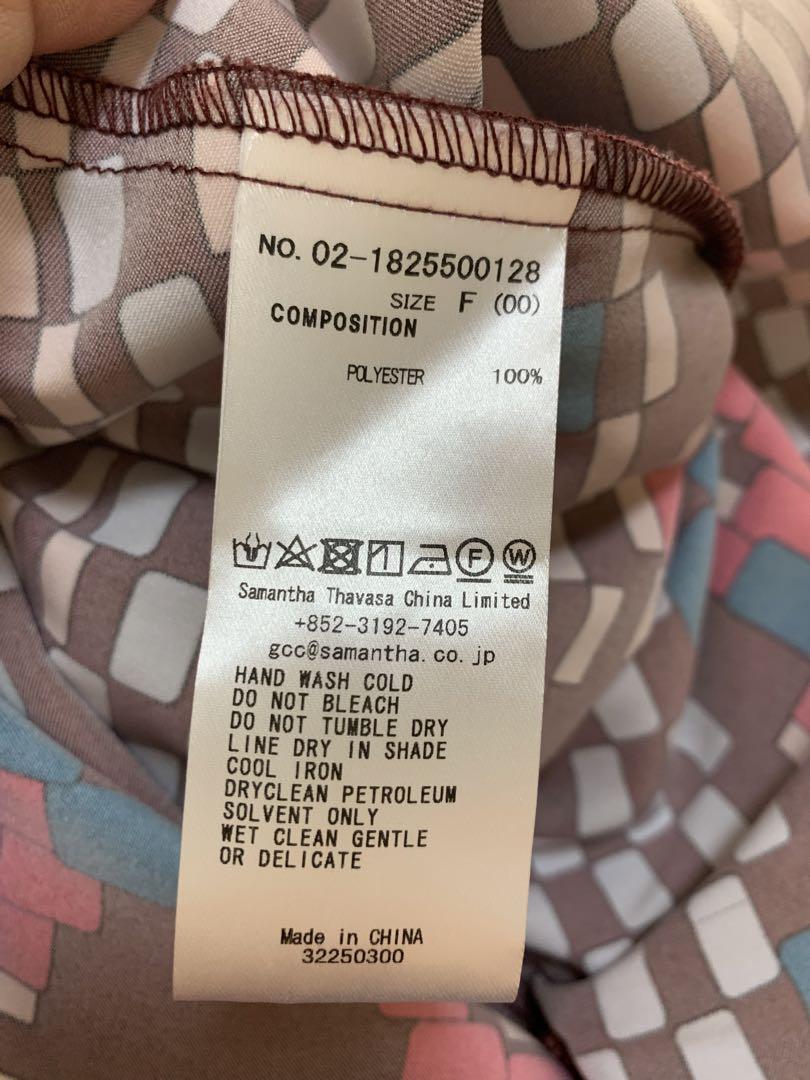 NO. 02-1825500128
SIZE F (00)
COMPOSITION
POLYESTER 100%
F W
Samantha Thavasa China Limited
+852-3192-7405
gcc@samantha.co.jp
HAND WASH COLD
DO NOT BLEACH
DO NOT TUMBLE DRY
LINE DRY IN SHADE
COOL IRON
DRYCLEAN PETROLEUM
SOLVENT ONLY
WET CLEAN GENTLE
OR DELICATE
Made in CHINA
32250300